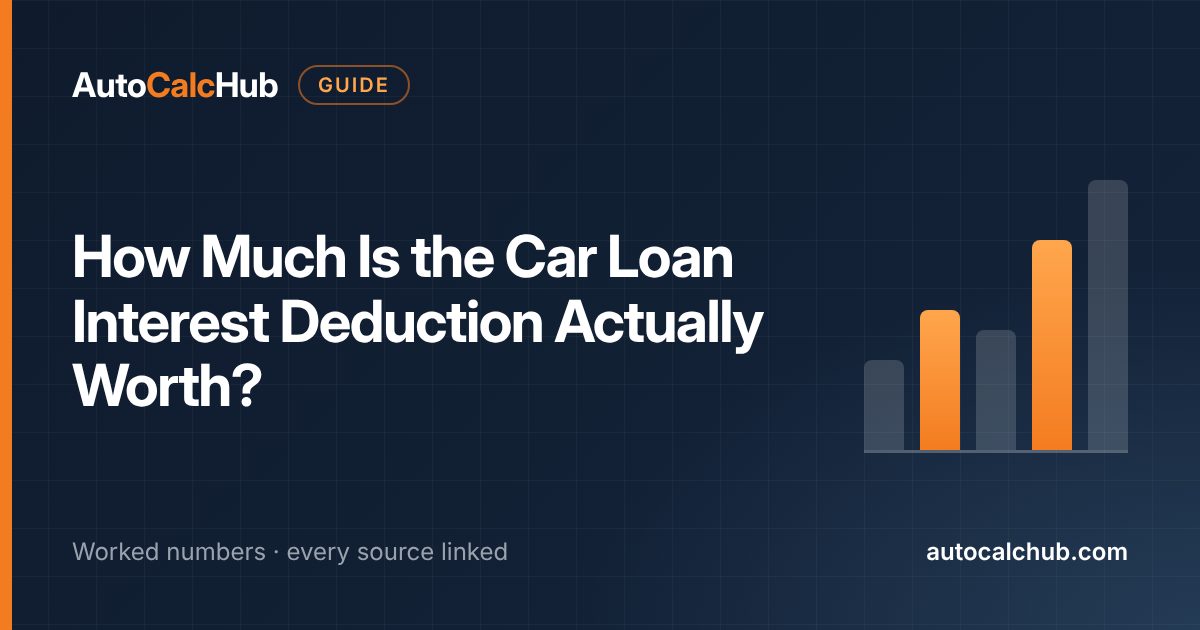 AutoCalcHub
GUIDE
How Much Is the Car Loan
Interest Deduction Actually
Worth?
Worked numbers · every source linked
autocalchub.com